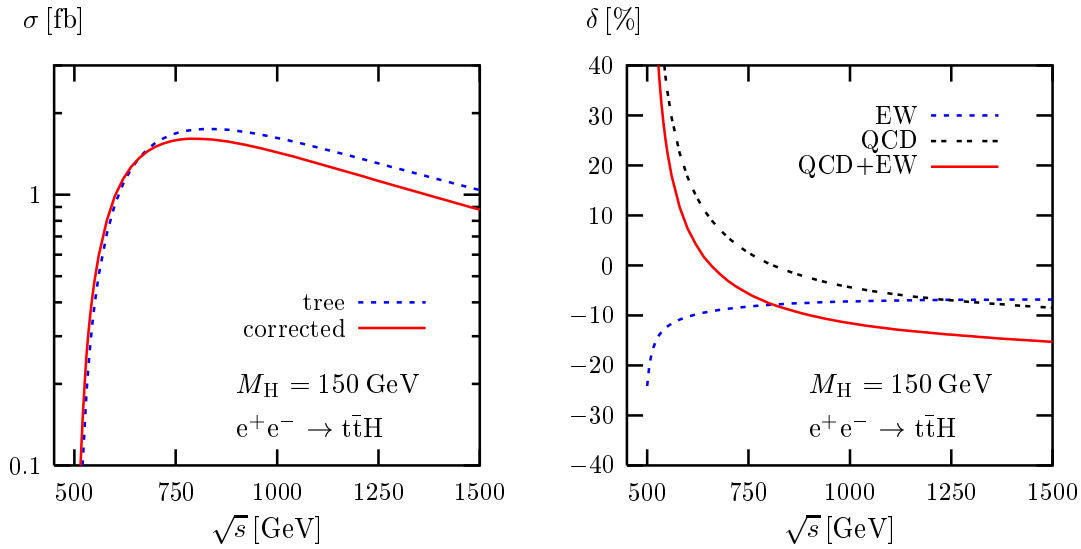 σ [fb]
1
0.1
tree
corrected
M_H = 150 GeV
e⁺e⁻ → tt̄H
500 750 1000 1250 1500
√s [GeV]
δ [%]
40
30
20
10
0
−10
−20
−30
−40
EW
QCD
QCD+EW
M_H = 150 GeV
e⁺e⁻ → tt̄H
500 750 1000 1250 1500
√s [GeV]